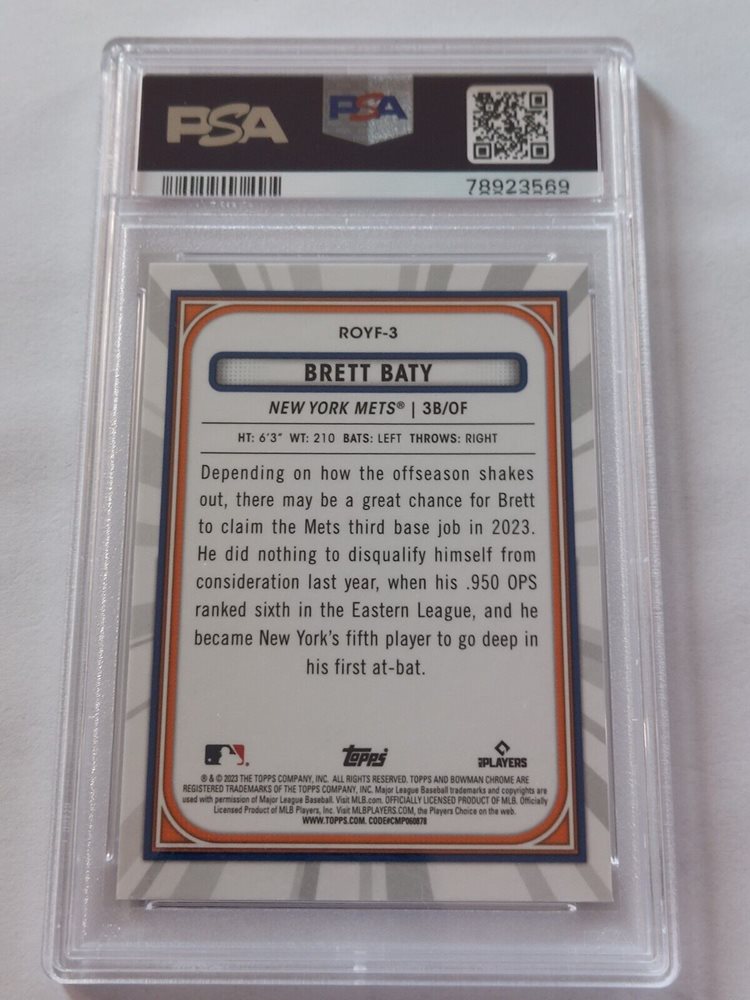 PSA PSA
78923569
ROYF-3
BRETT BATY
NEW YORK METS® | 3B/OF
HT: 6'3" WT: 210 BATS: LEFT THROWS: RIGHT
Depending on how the offseason shakes
out, there may be a great chance for Brett
to claim the Mets third base job in 2023.
He did nothing to disqualify himself from
consideration last year, when his .950 OPS
ranked sixth in the Eastern League, and he
became New York's fifth player to go deep in
his first at-bat.
topps PLAYERS
® & © 2023 THE TOPPS COMPANY, INC. ALL RIGHTS RESERVED. TOPPS AND BOWMAN CHROME ARE
REGISTERED TRADEMARKS OF THE TOPPS COMPANY, INC. Major League Baseball trademarks and copyrights are
used with permission of Major League Baseball. Visit MLB.com. OFFICIALLY LICENSED PRODUCT OF MLB. Officially
Licensed Product of MLB Players, Inc. Visit MLBPLAYERS.COM, the Players Choice on the web.
WWW.TOPPS.COM. CODE#CMP060878